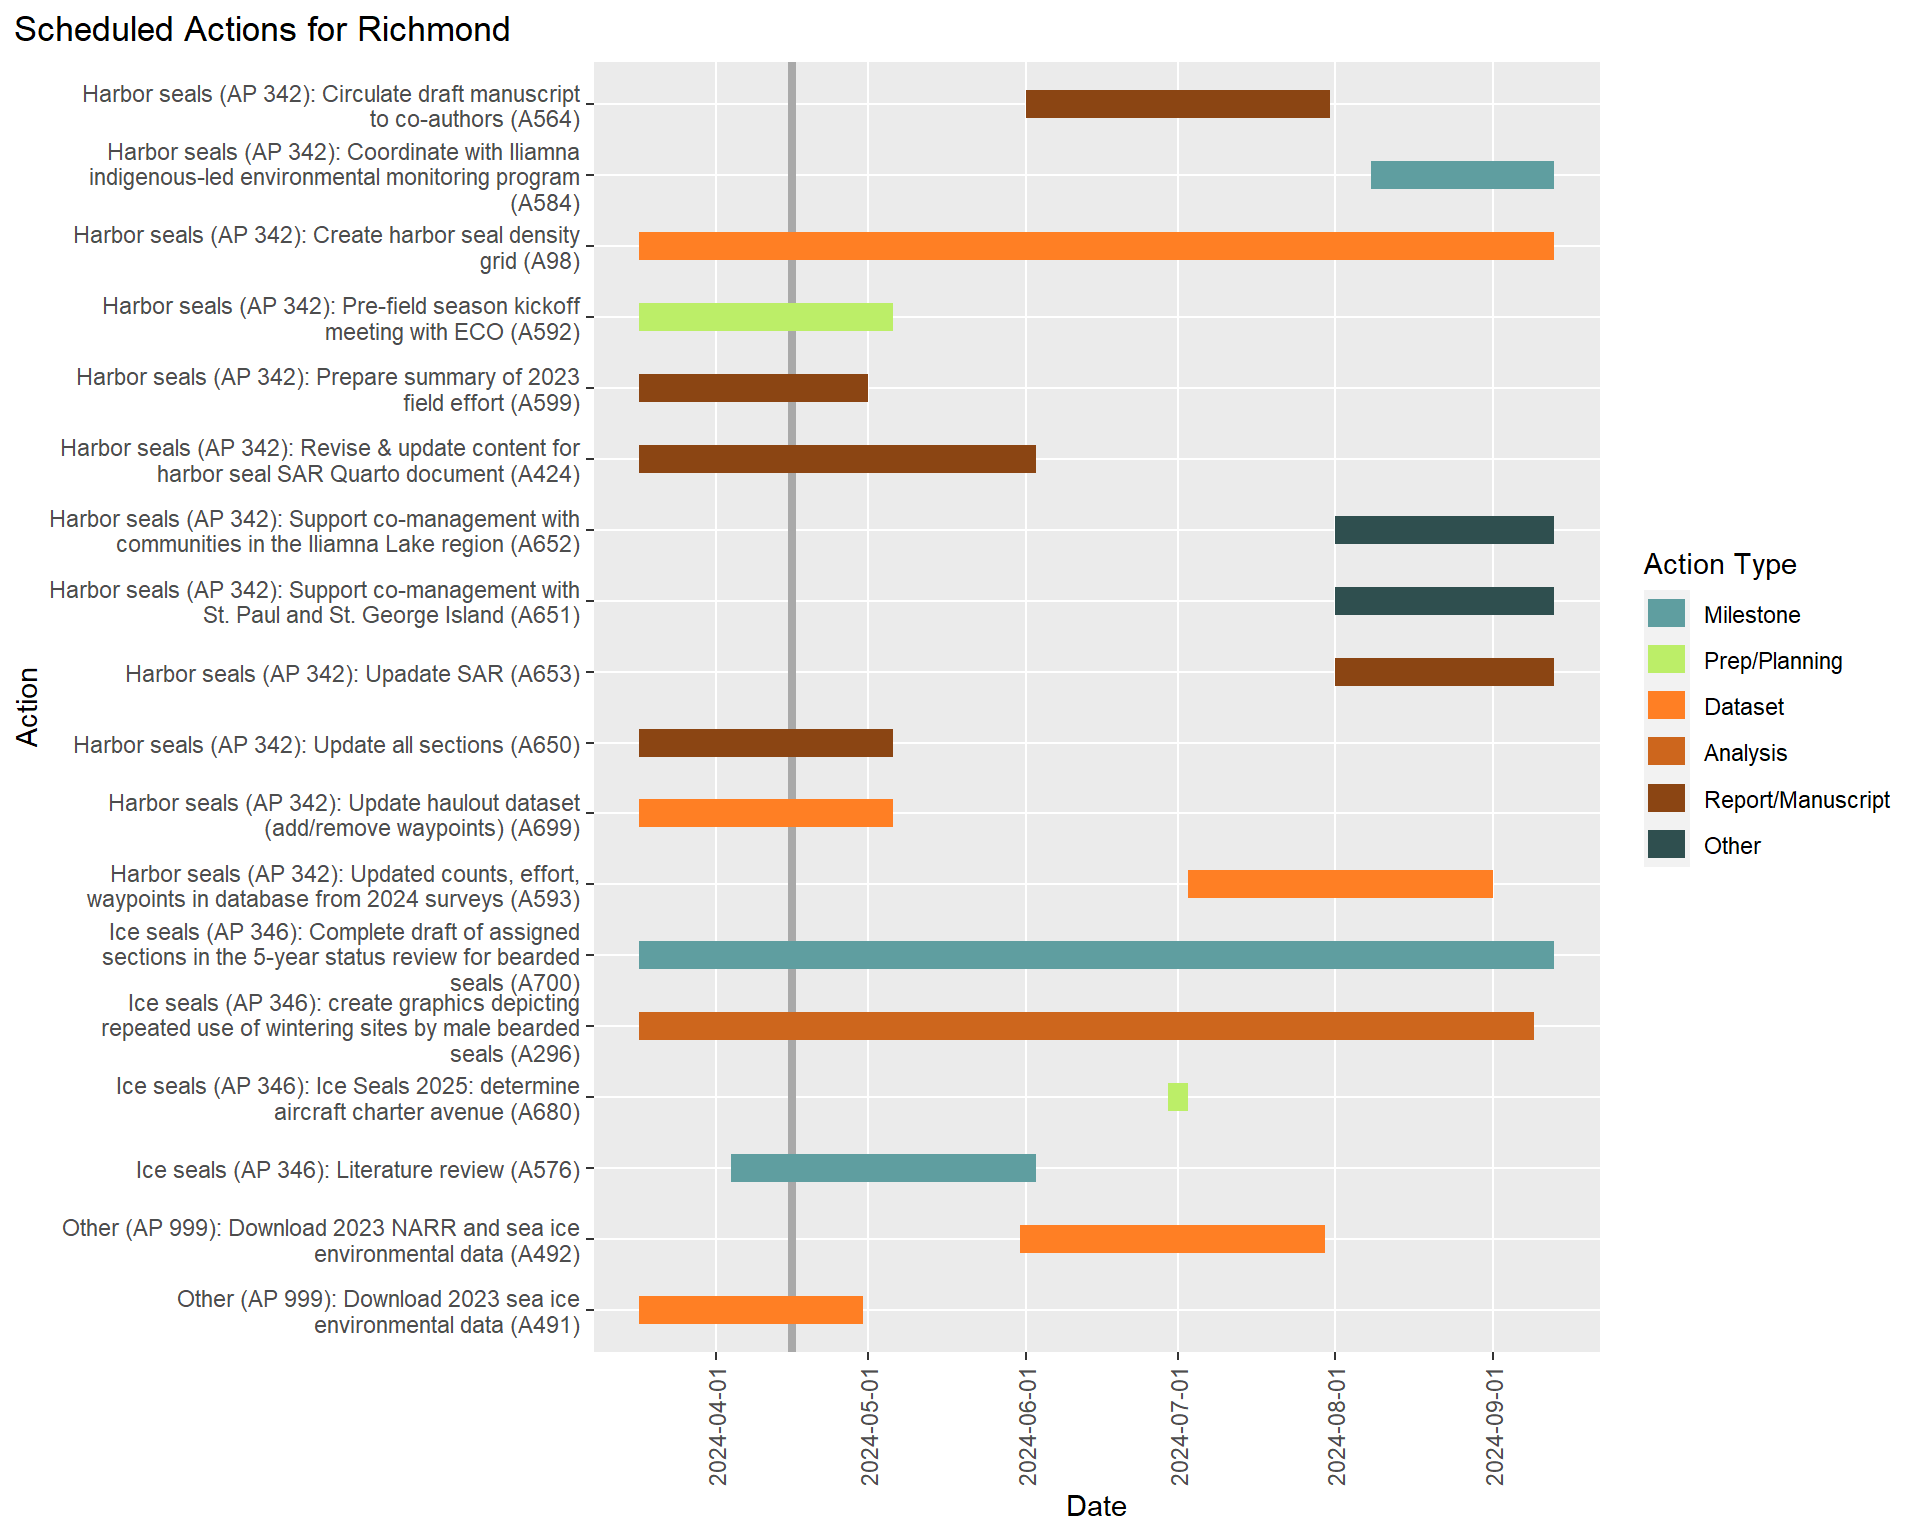 Scheduled Actions for Richmond
Harbor seals (AP 342): Circulate draft manuscript
to co-authors (A564)
Harbor seals (AP 342): Coordinate with Iliamna
indigenous-led environmental monitoring program
(A584)
Harbor seals (AP 342): Create harbor seal density
grid (A98)
Harbor seals (AP 342): Pre-field season kickoff
meeting with ECO (A592)
Harbor seals (AP 342): Prepare summary of 2023
field effort (A599)
Harbor seals (AP 342): Revise & update content for
harbor seal SAR Quarto document (A424)
Harbor seals (AP 342): Support co-management with
communities in the Iliamna Lake region (A652)
Harbor seals (AP 342): Support co-management with
St. Paul and St. George Island (A651)
Harbor seals (AP 342): Upadate SAR (A653)
Harbor seals (AP 342): Update all sections (A650)
Harbor seals (AP 342): Update haulout dataset
(add/remove waypoints) (A699)
Harbor seals (AP 342): Updated counts, effort,
waypoints in database from 2024 surveys (A593)
Ice seals (AP 346): Complete draft of assigned
sections in the 5-year status review for bearded
seals (A700)
Ice seals (AP 346): create graphics depicting
repeated use of wintering sites by male bearded
seals (A296)
Ice seals (AP 346): Ice Seals 2025: determine
aircraft charter avenue (A680)
Ice seals (AP 346): Literature review (A576)
Other (AP 999): Download 2023 NARR and sea ice
environmental data (A492)
Other (AP 999): Download 2023 sea ice
environmental data (A491)
Action
2024-04-01
2024-05-01
2024-06-01
2024-07-01
2024-08-01
2024-09-01
Date
Action Type
Milestone
Prep/Planning
Dataset
Analysis
Report/Manuscript
Other